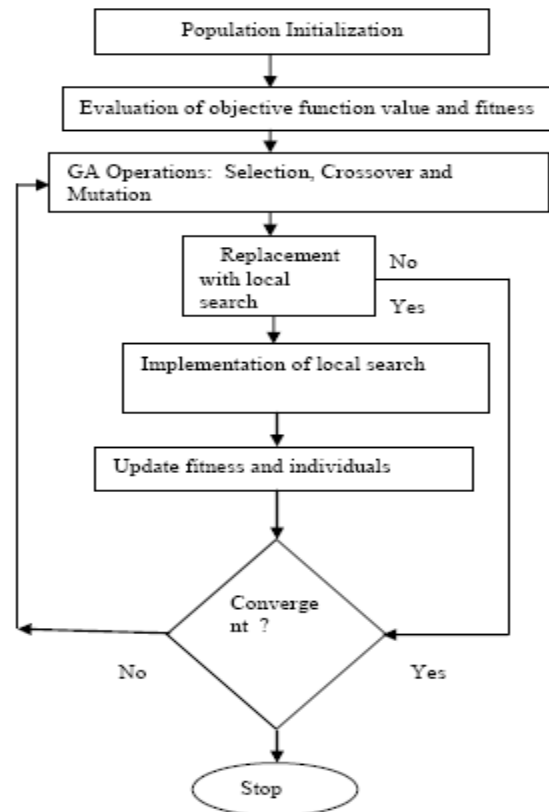 Population Initialization
Evaluation of objective function value and fitness
GA Operations: Selection, Crossover and
Mutation
Replacement
with local
search
No
Yes
Implementation of local search
Update fitness and individuals
Converge
nt ?
No
Yes
Stop